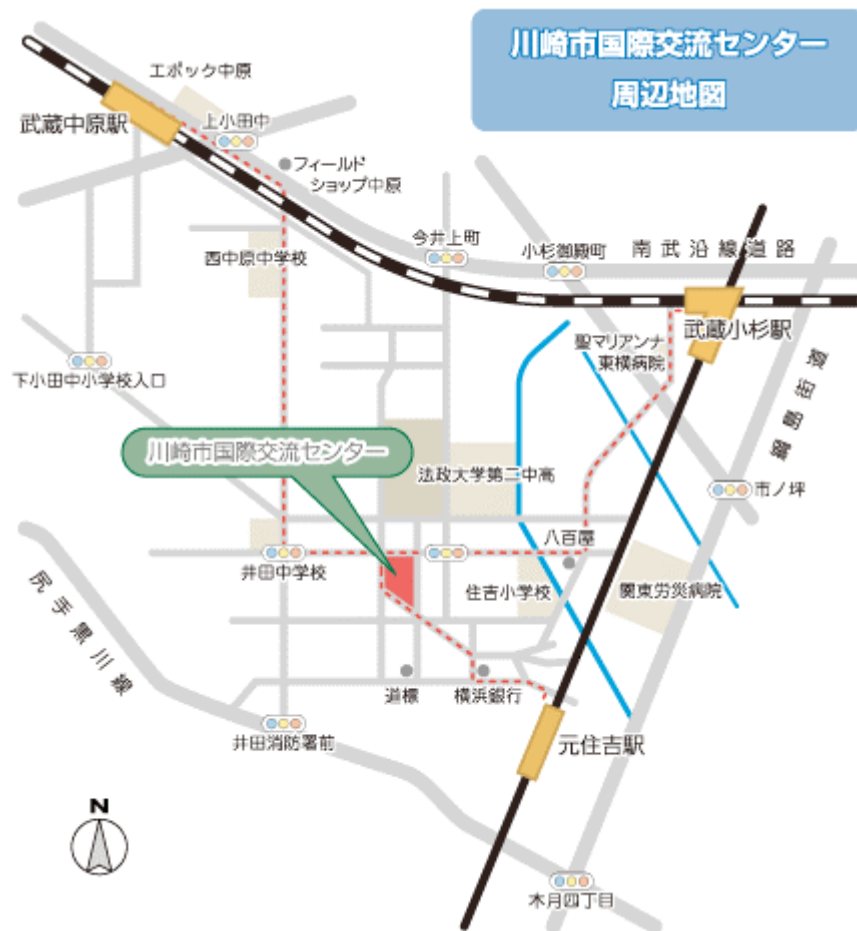 川崎市国際交流センター
周辺地図
エポック中原
武蔵中原駅
上小田中
フィールド
ショップ中原
今井上町
小杉御殿町
南武沿線道路
西中原中学校
聖マリアンナ
東横病院
武蔵小杉駅
下小田中小学校入口
綱島街道
川崎市国際交流センター
法政大学第二中高
市ノ坪
八百屋
井田中学校
住吉小学校
関東労災病院
尻手黒川線
道標
横浜銀行
井田消防署前
元住吉駅
N
木月四丁目